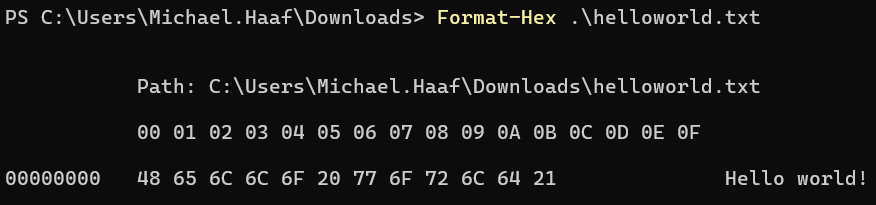 PS C:\Users\Michael.Haaf\Downloads> Format-Hex .\helloworld.txt
Path: C:\Users\Michael.Haaf\Downloads\helloworld.txt
00 01 02 03 04 05 06 07 08 09 0A 0B 0C 0D 0E 0F
00000000 48 65 6C 6C 6F 20 77 6F 72 6C 64 21 Hello world!